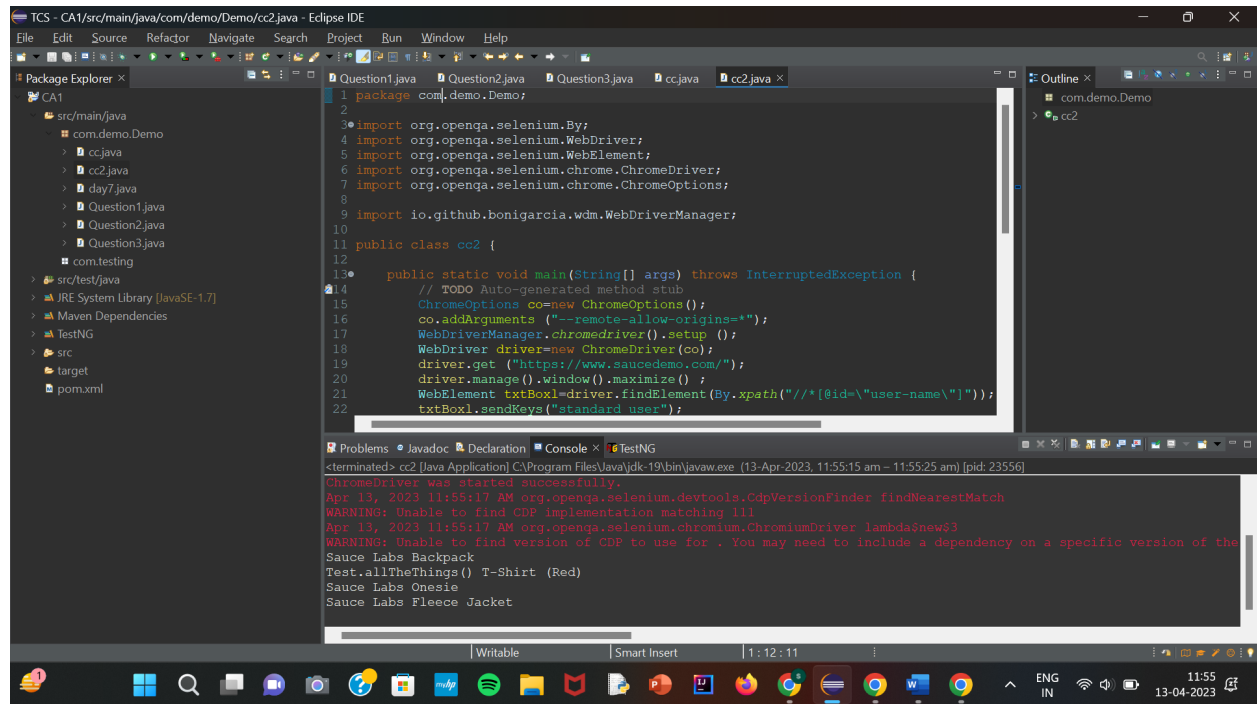 TCS - CA1/src/main/java/com/demo/Demo/cc2.java - Eclipse IDE
File Edit Source Refactor Navigate Search Project Run Window Help
Package Explorer
CA1
src/main/java
com.demo.Demo
cc.java
cc2.java
day7.java
Question1.java
Question2.java
Question3.java
com.testing
src/test/java
JRE System Library [JavaSE-1.7]
Maven Dependencies
TestNG
src
target
pom.xml
Question1.java Question2.java Question3.java cc.java cc2.java
1 package com.demo.Demo;
2
3 import org.openqa.selenium.By;
4 import org.openqa.selenium.WebDriver;
5 import org.openqa.selenium.WebElement;
6 import org.openqa.selenium.chrome.ChromeDriver;
7 import org.openqa.selenium.chrome.ChromeOptions;
8
9 import io.github.bonigarcia.wdm.WebDriverManager;
10
11 public class cc2 {
12
13 public static void main(String[] args) throws InterruptedException {
14 // TODO Auto-generated method stub
15 ChromeOptions co=new ChromeOptions();
16 co.addArguments ("--remote-allow-origins=*");
17 WebDriverManager.chromedriver().setup ();
18 WebDriver driver=new ChromeDriver(co);
19 driver.get ("https://www.saucedemo.com/");
20 driver.manage().window().maximize() ;
21 WebElement txtBoxl=driver.findElement(By.xpath("//*[@id=\"user-name\"]"));
22 txtBoxl.sendKeys("standard user");
Outline
com.demo.Demo
cc2
Problems Javadoc Declaration Console TestNG
<terminated> cc2 [Java Application] C:\Program Files\Java\jdk-19\bin\javaw.exe (13-Apr-2023, 11:55:15 am – 11:55:25 am) [pid: 23556]
ChromeDriver was started successfully.
Apr 13, 2023 11:55:17 AM org.openqa.selenium.devtools.CdpVersionFinder findNearestMatch
WARNING: Unable to find CDP implementation matching 111
Apr 13, 2023 11:55:17 AM org.openqa.selenium.chromium.ChromiumDriver lambda$new$3
WARNING: Unable to find version of CDP to use for . You may need to include a dependency on a specific version of the
Sauce Labs Backpack
Test.allTheThings() T-Shirt (Red)
Sauce Labs Onesie
Sauce Labs Fleece Jacket
Writable Smart Insert 1 : 12 : 11
1
mvhp
ENG
IN
11:55
13-04-2023